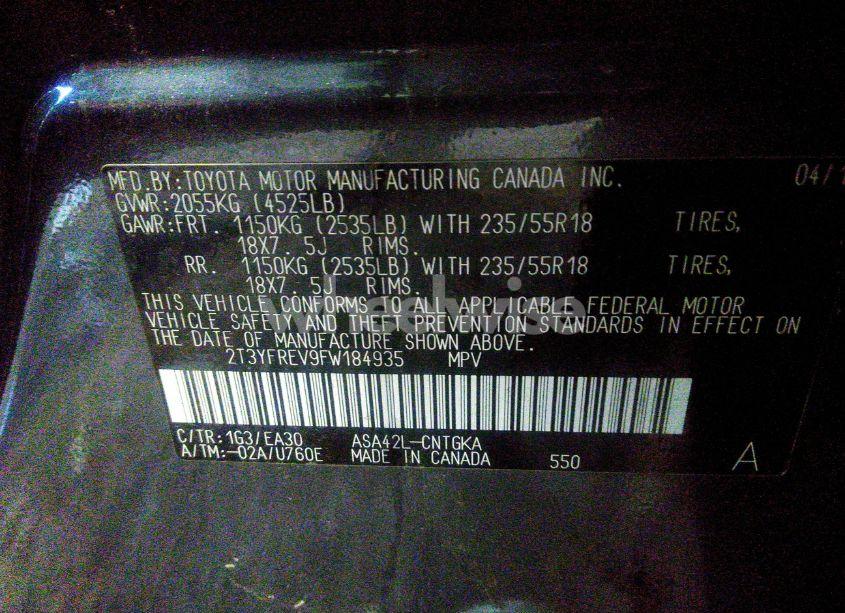 MFD.BY:TOYOTA MOTOR MANUFACTURING CANADA INC. 04/1
GVWR:2055KG (4525LB)
GAWR:FRT. 1150KG (2535LB) WITH 235/55R18 TIRES,
18X7.5J RIMS.
RR. 1150KG (2535LB) WITH 235/55R18 TIRES,
18X7.5J RIMS.
THIS VEHICLE CONFORMS TO ALL APPLICABLE FEDERAL MOTOR
VEHICLE SAFETY AND THEFT PREVENTION STANDARDS IN EFFECT ON
THE DATE OF MANUFACTURE SHOWN ABOVE.
2T3YFREV9FW184935 MPV
C/TR:1G3/EA30 ASA42L-CNTGKA
A/TM:-02A/U760E MADE IN CANADA 550 A
wheelwise